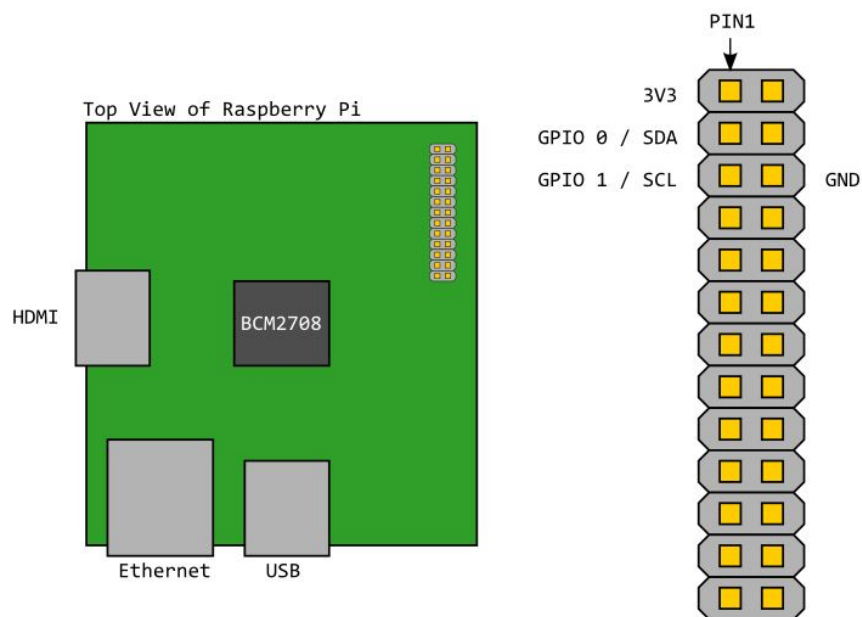 PIN1
Top View of Raspberry Pi
3V3
GPIO 0 / SDA
GPIO 1 / SCL
GND
HDMI
BCM2708
Ethernet
USB